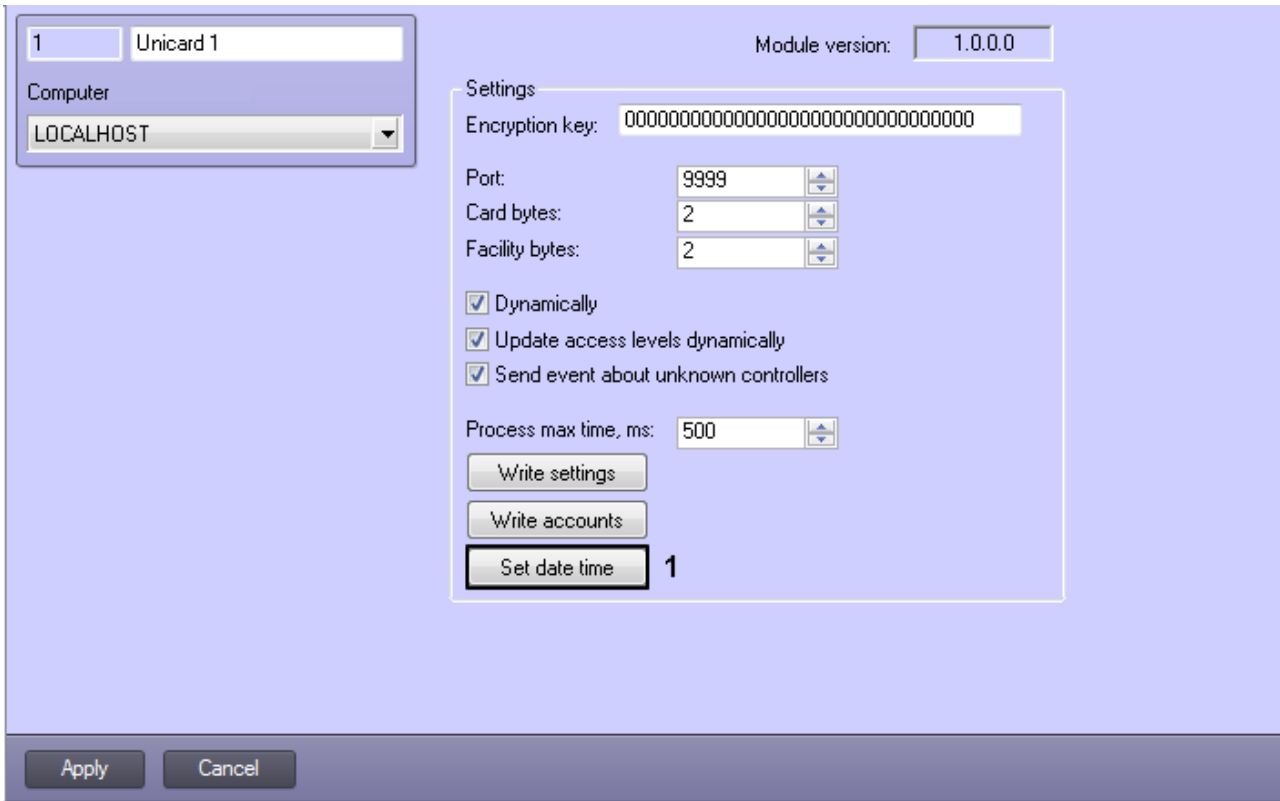 1 Unicard 1
Module version: 1.0.0.0
Computer
LOCALHOST
Settings
Encryption key: 00000000000000000000000000000000
Port: 9999
Card bytes: 2
Facility bytes: 2
Dynamically
Update access levels dynamically
Send event about unknown controllers
Process max time, ms: 500
Write settings
Write accounts
Set date time 1
Apply Cancel